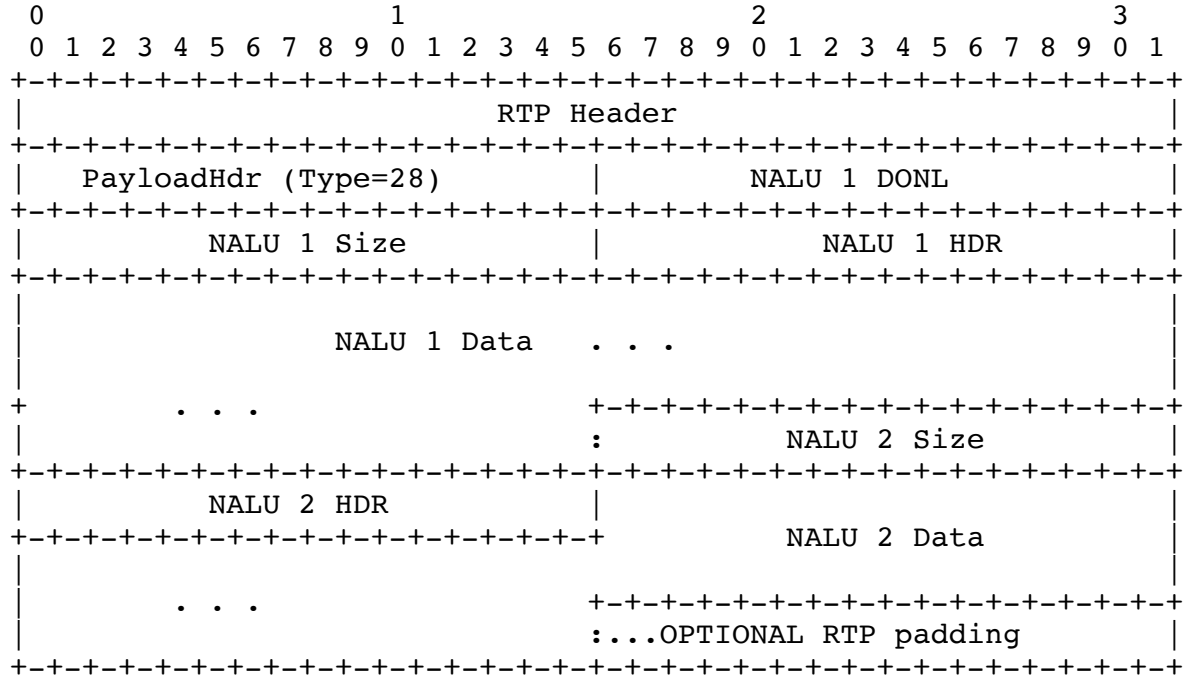 0                   1                   2                   3
 0 1 2 3 4 5 6 7 8 9 0 1 2 3 4 5 6 7 8 9 0 1 2 3 4 5 6 7 8 9 0 1
+-+-+-+-+-+-+-+-+-+-+-+-+-+-+-+-+-+-+-+-+-+-+-+-+-+-+-+-+-+-+-+-+
|                          RTP Header                           |
+-+-+-+-+-+-+-+-+-+-+-+-+-+-+-+-+-+-+-+-+-+-+-+-+-+-+-+-+-+-+-+-+
|   PayloadHdr (Type=28)        |        NALU 1 DONL            |
+-+-+-+-+-+-+-+-+-+-+-+-+-+-+-+-+-+-+-+-+-+-+-+-+-+-+-+-+-+-+-+-+
|          NALU 1 Size          |            NALU 1 HDR         |
+-+-+-+-+-+-+-+-+-+-+-+-+-+-+-+-+-+-+-+-+-+-+-+-+-+-+-+-+-+-+-+-+
|                                                               |
|                 NALU 1 Data   . . .                           |
|                                                               |
+        . . .                  +-+-+-+-+-+-+-+-+-+-+-+-+-+-+-+-+
|                               :          NALU 2 Size          |
+-+-+-+-+-+-+-+-+-+-+-+-+-+-+-+-+-+-+-+-+-+-+-+-+-+-+-+-+-+-+-+-+
|          NALU 2 HDR           |                               |
+-+-+-+-+-+-+-+-+-+-+-+-+-+-+-+-+          NALU 2 Data          |
|                                                               |
|        . . .                  +-+-+-+-+-+-+-+-+-+-+-+-+-+-+-+-+
|                               :...OPTIONAL RTP padding        |
+-+-+-+-+-+-+-+-+-+-+-+-+-+-+-+-+-+-+-+-+-+-+-+-+-+-+-+-+-+-+-+-+